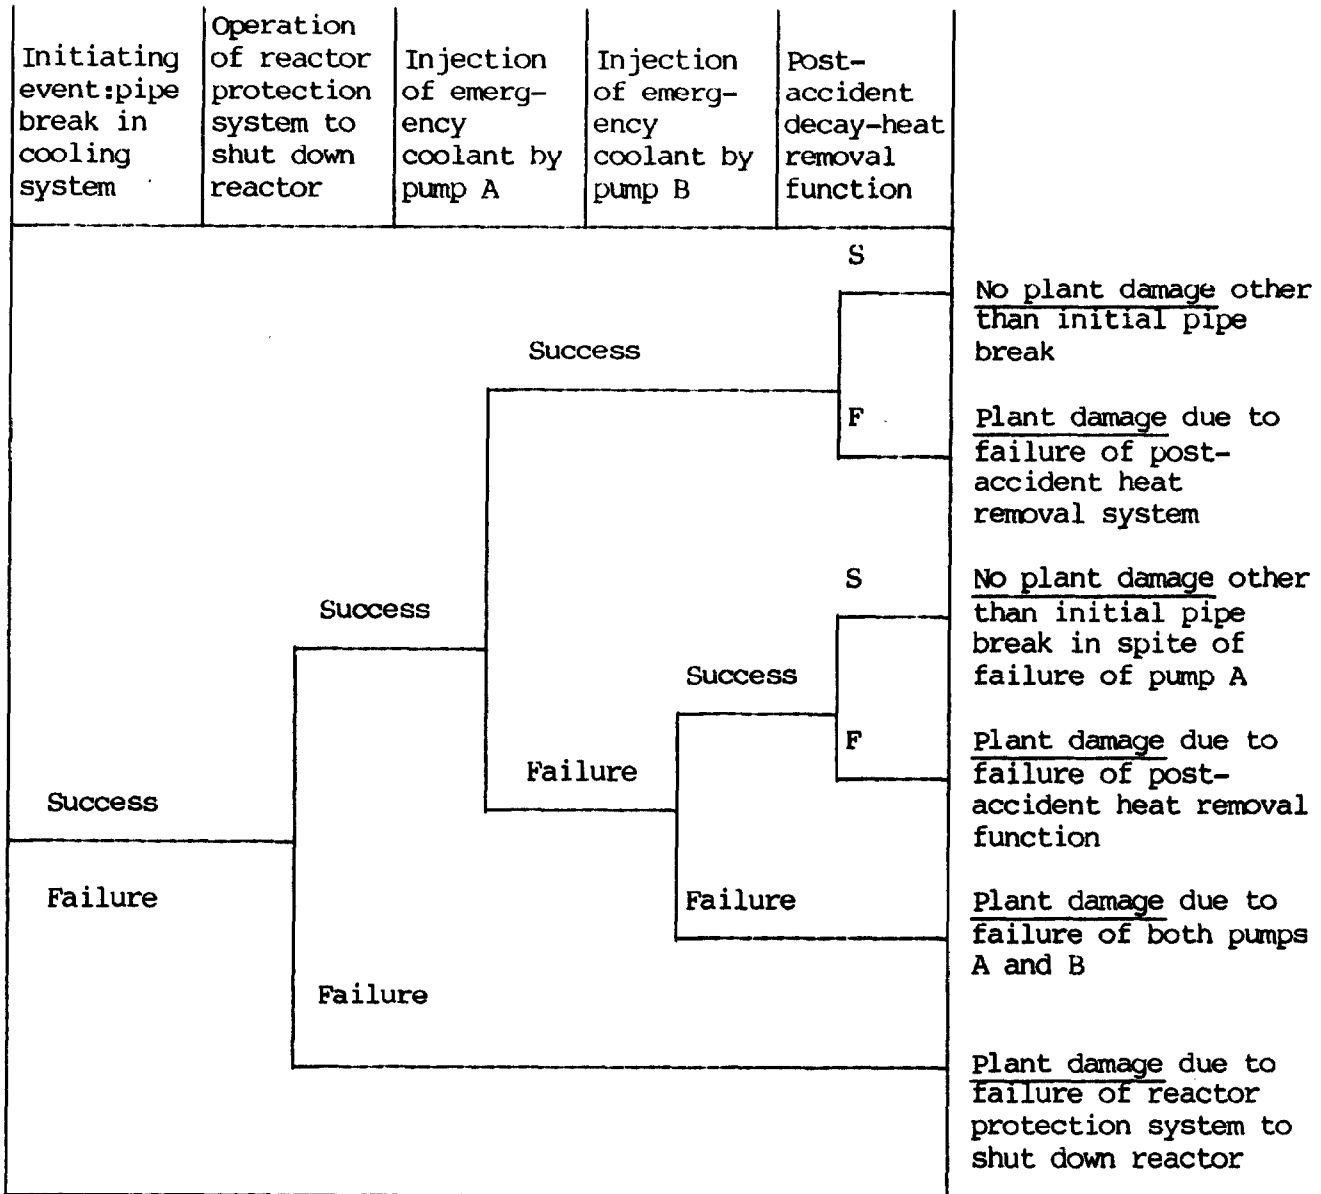 Initiating
event:pipe
break in
cooling
system
Operation
of reactor
protection
system to
shut down
reactor
Injection
of emerg-
ency
coolant by
pump A
Injection
of emerg-
ency
coolant by
pump B
Post-
accident
decay-heat
removal
function
S
No plant damage other
than initial pipe
break
Success
F
Plant damage due to
failure of post-
accident heat
removal system
S
No plant damage other
than initial pipe
break in spite of
failure of pump A
Success
Success
F
Plant damage due to
failure of post-
accident heat removal
function
Failure
Success
Failure
Failure
Plant damage due to
failure of both pumps
A and B
Failure
Plant damage due to
failure of reactor
protection system to
shut down reactor